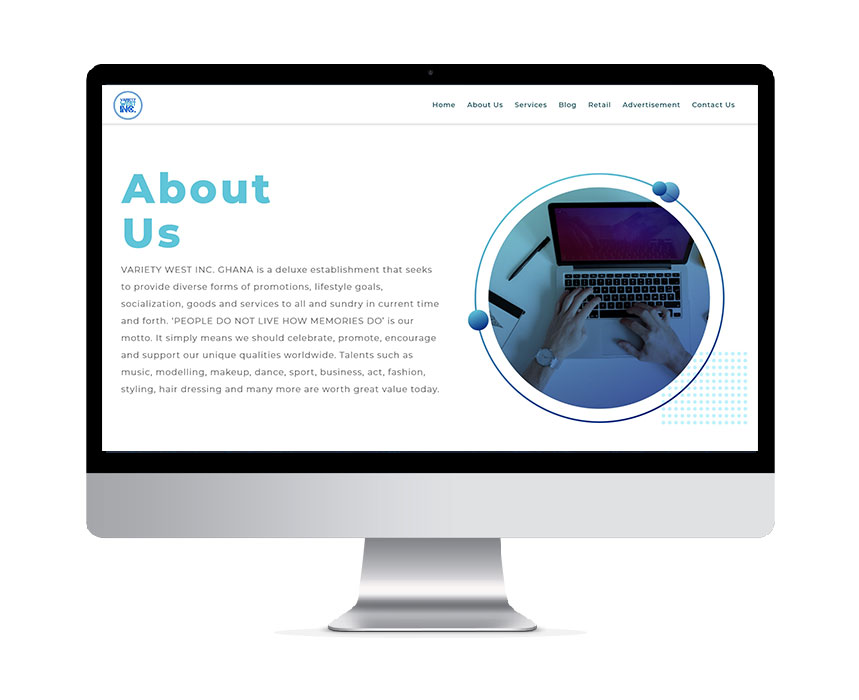 VARIETY
WEST
INC.
Home About Us Services Blog Retail Advertisement Contact Us
About
Us
VARIETY WEST INC. GHANA is a deluxe establishment that seeks
to provide diverse forms of promotions, lifestyle goals,
socialization, goods and services to all and sundry in current time
and forth. ‘PEOPLE DO NOT LIVE HOW MEMORIES DO’ is our
motto. It simply means we should celebrate, promote, encourage
and support our unique qualities worldwide. Talents such as
music, modelling, makeup, dance, sport, business, act, fashion,
styling, hair dressing and many more are worth great value today.